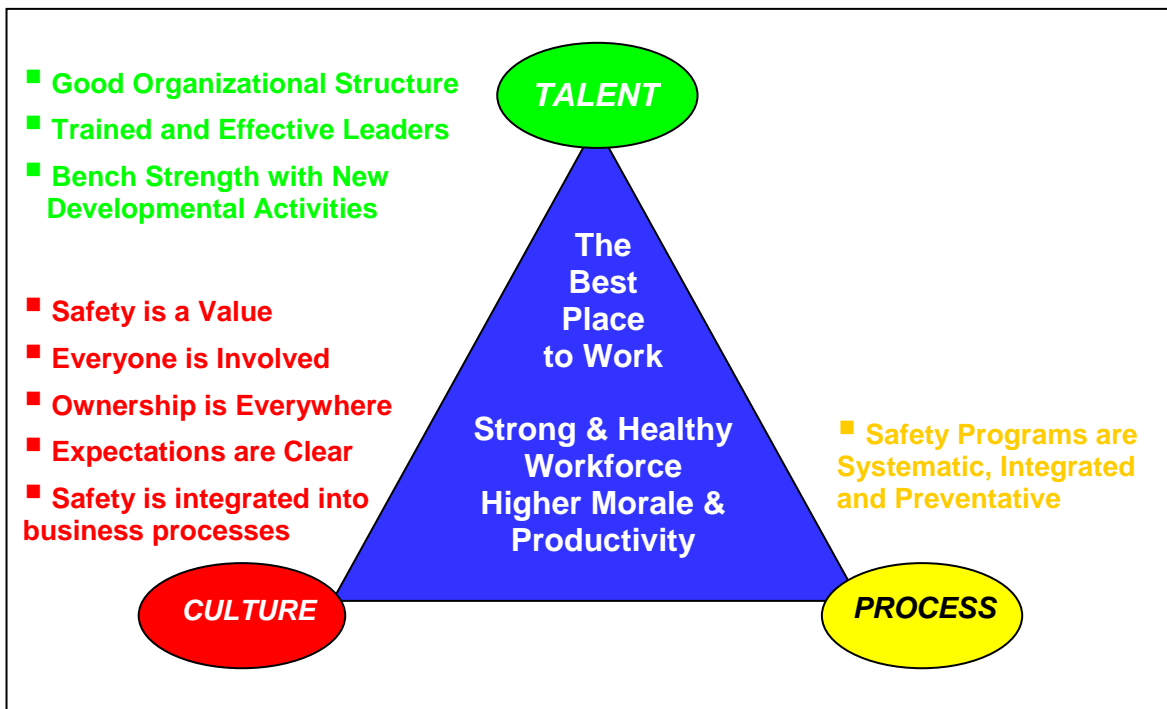 TALENT
▪ Good Organizational Structure
▪ Trained and Effective Leaders
▪ Bench Strength with New
Developmental Activities
The
Best
Place
to Work
Strong & Healthy
Workforce
Higher Morale &
Productivity
▪ Safety is a Value
▪ Everyone is Involved
▪ Ownership is Everywhere
▪ Expectations are Clear
▪ Safety is integrated into
business processes
▪ Safety Programs are
Systematic, Integrated
and Preventative
CULTURE
PROCESS